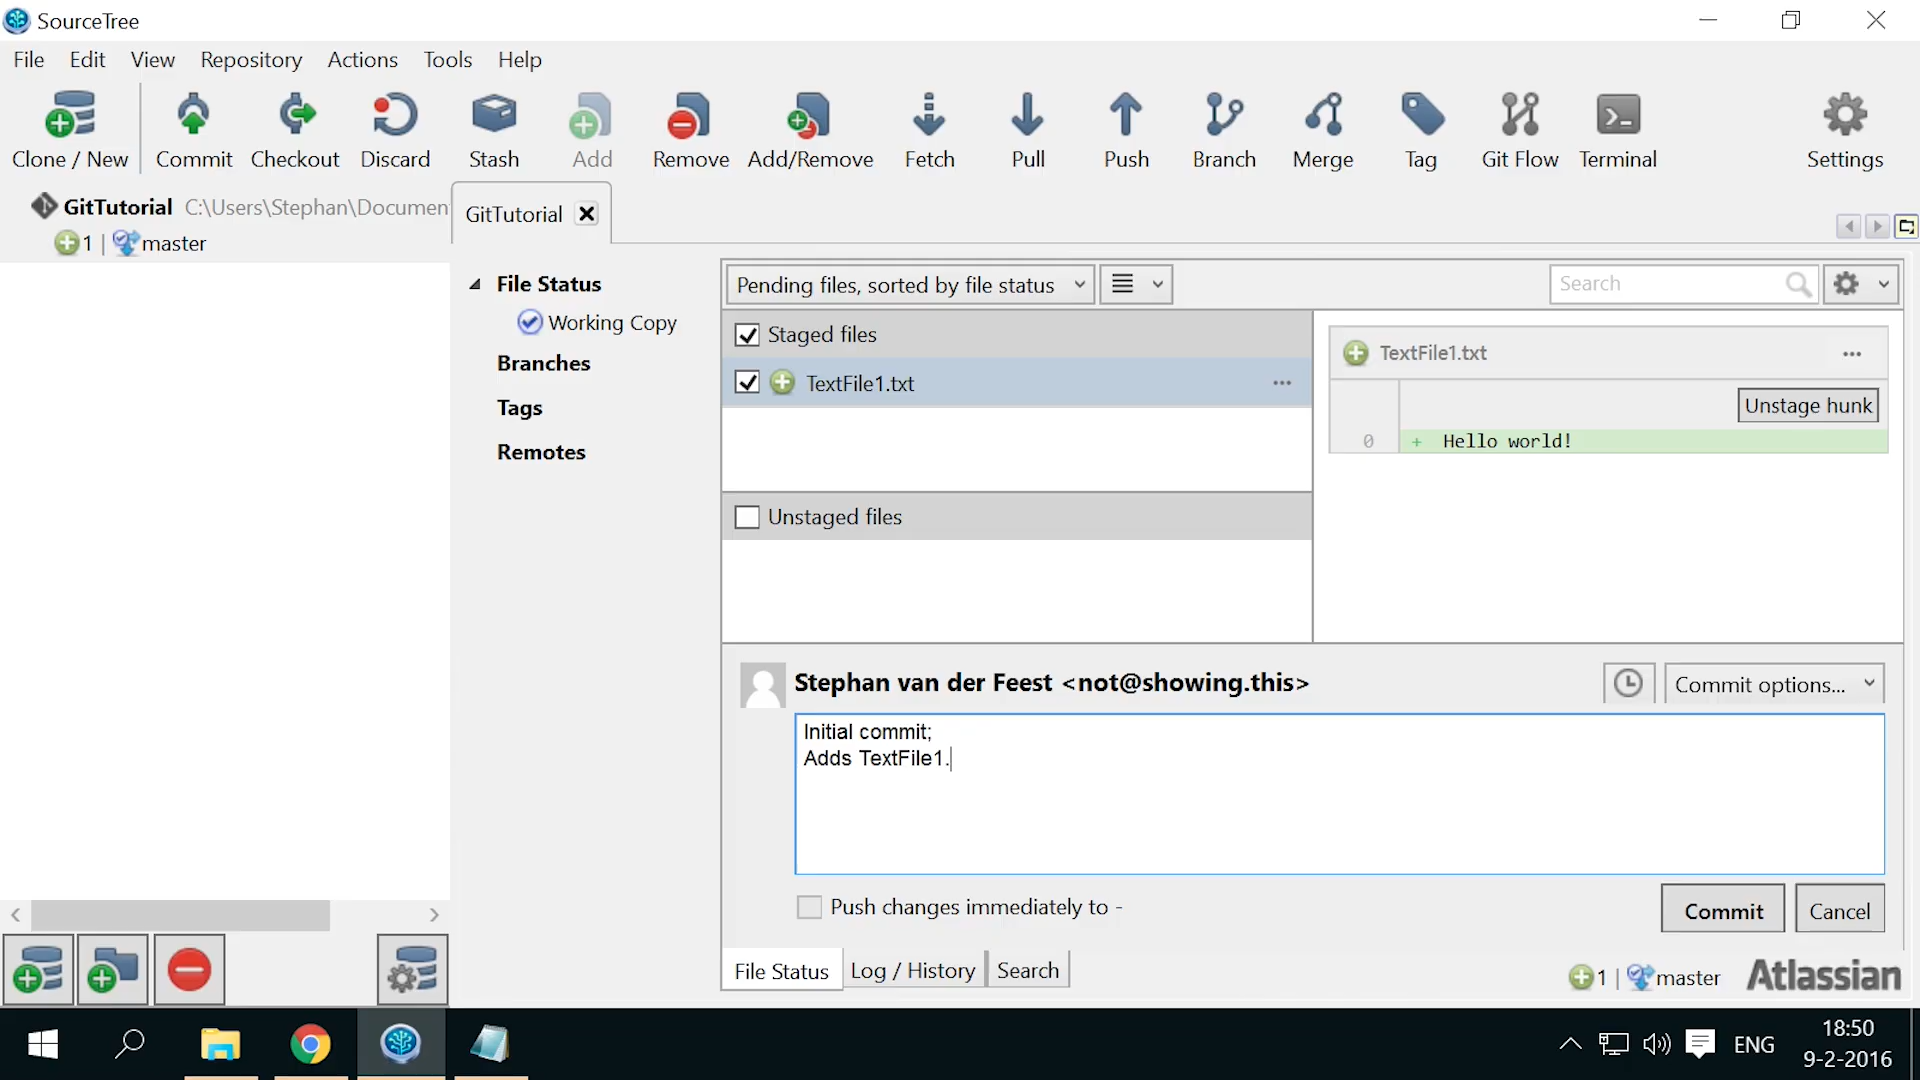 SourceTree
File Edit View Repository Actions Tools Help
Clone / New Commit Checkout Discard Stash Add Remove Add/Remove Fetch Pull Push Branch Merge Tag Git Flow Terminal Settings
GitTutorial C:\Users\Stephan\Documen
1 | master
GitTutorial
File Status
Working Copy
Branches
Tags
Remotes
Pending files, sorted by file status
Search
Staged files
TextFile1.txt
Unstaged files
TextFile1.txt
Unstage hunk
0 + Hello world!
Stephan van der Feest <not@showing.this>
Commit options...
Initial commit;
Adds TextFile1.
Push changes immediately to -
Commit Cancel
File Status Log / History Search
1 | master Atlassian
ENG
18:50
9-2-2016